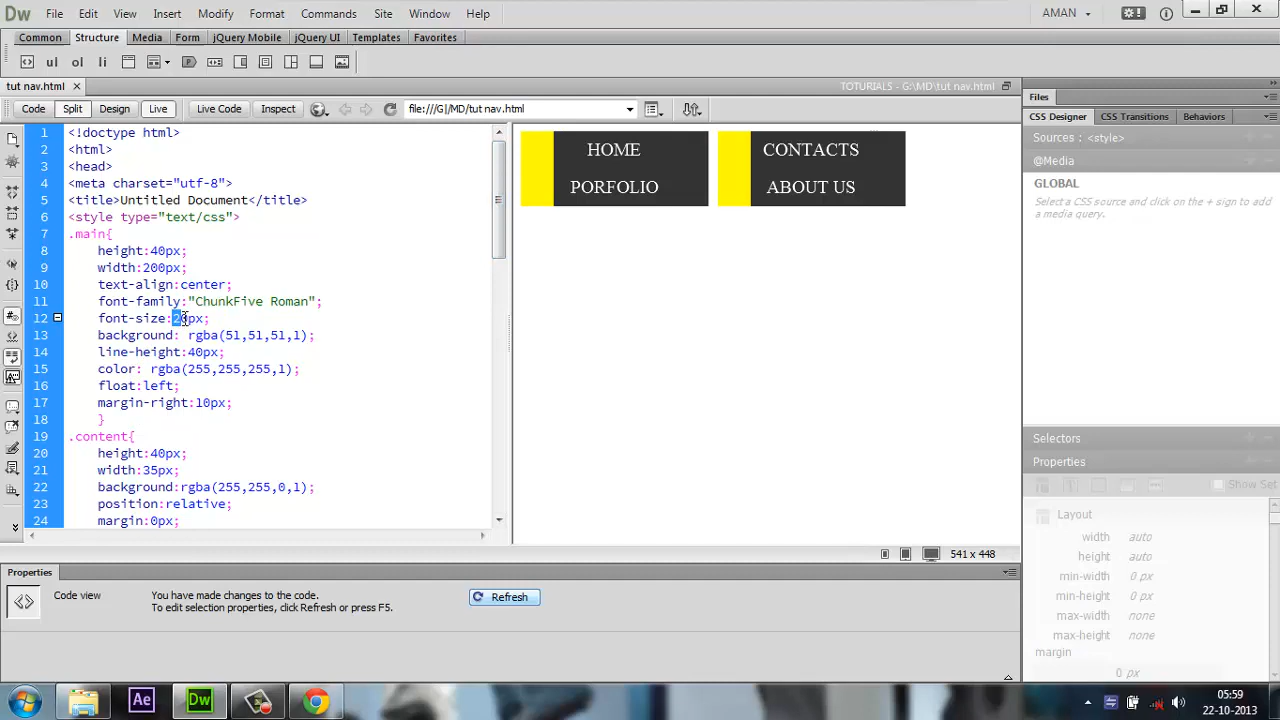 Dw File Edit View Insert Modify Format Commands Site Window Help AMAN
Common Structure Media Form jQuery Mobile jQuery UI Templates Favorites
ul ol li
tut nav.html TOTURIALS - G:\MD\tut nav.html
Code Split Design Live Live Code Inspect file:///G|/MD/tut nav.html
1 <!doctype html>
2 <html>
3 <head>
4 <meta charset="utf-8">
5 <title>Untitled Document</title>
6 <style type="text/css">
7 .main{
8 height:40px;
9 width:200px;
10 text-align:center;
11 font-family:"ChunkFive Roman";
12 font-size:20px;
13 background: rgba(51,51,51,1);
14 line-height:40px;
15 color: rgba(255,255,255,1);
16 float:left;
17 margin-right:10px;
18 }
19 .content{
20 height:40px;
21 width:35px;
22 background:rgba(255,255,0,1);
23 position:relative;
24 margin:0px;
HOME CONTACTS
PORFOLIO ABOUT US
541 x 448
Files
CSS Designer CSS Transitions Behaviors
Sources : <style>
@Media
GLOBAL
Select a CSS source and click on the + sign to add
a media query.
Selectors
Properties
Show Set
Layout
width auto
height auto
min-width 0 px
min-height 0 px
max-width none
max-height none
margin
0 px
Properties
Code view
You have made changes to the code.
To edit selection properties, click Refresh or press F5.
Refresh
Ae Dw
05:59
22-10-2013